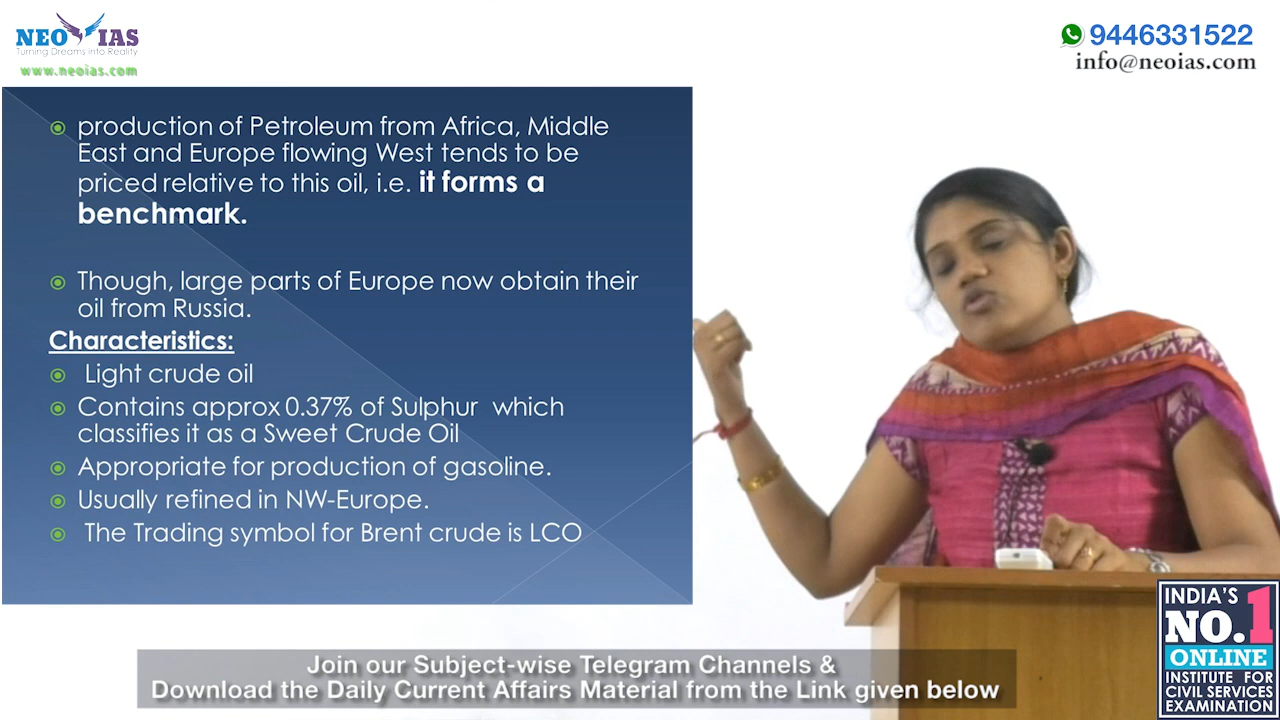 NEO IAS
Turning Dreams into Reality
www.neoias.com
9446331522
info@neoias.com
production of Petroleum from Africa, Middle
East and Europe flowing West tends to be
priced relative to this oil, i.e. it forms a
benchmark.
Though, large parts of Europe now obtain their
oil from Russia.
Characteristics:
Light crude oil
Contains approx 0.37% of Sulphur which
classifies it as a Sweet Crude Oil
Appropriate for production of gasoline.
Usually refined in NW-Europe.
The Trading symbol for Brent crude is LCO
INDIA'S
NO.1
ONLINE
INSTITUTE FOR
CIVIL SERVICES
EXAMINATION
Join our Subject-wise Telegram Channels &
Download the Daily Current Affairs Material from the Link given below